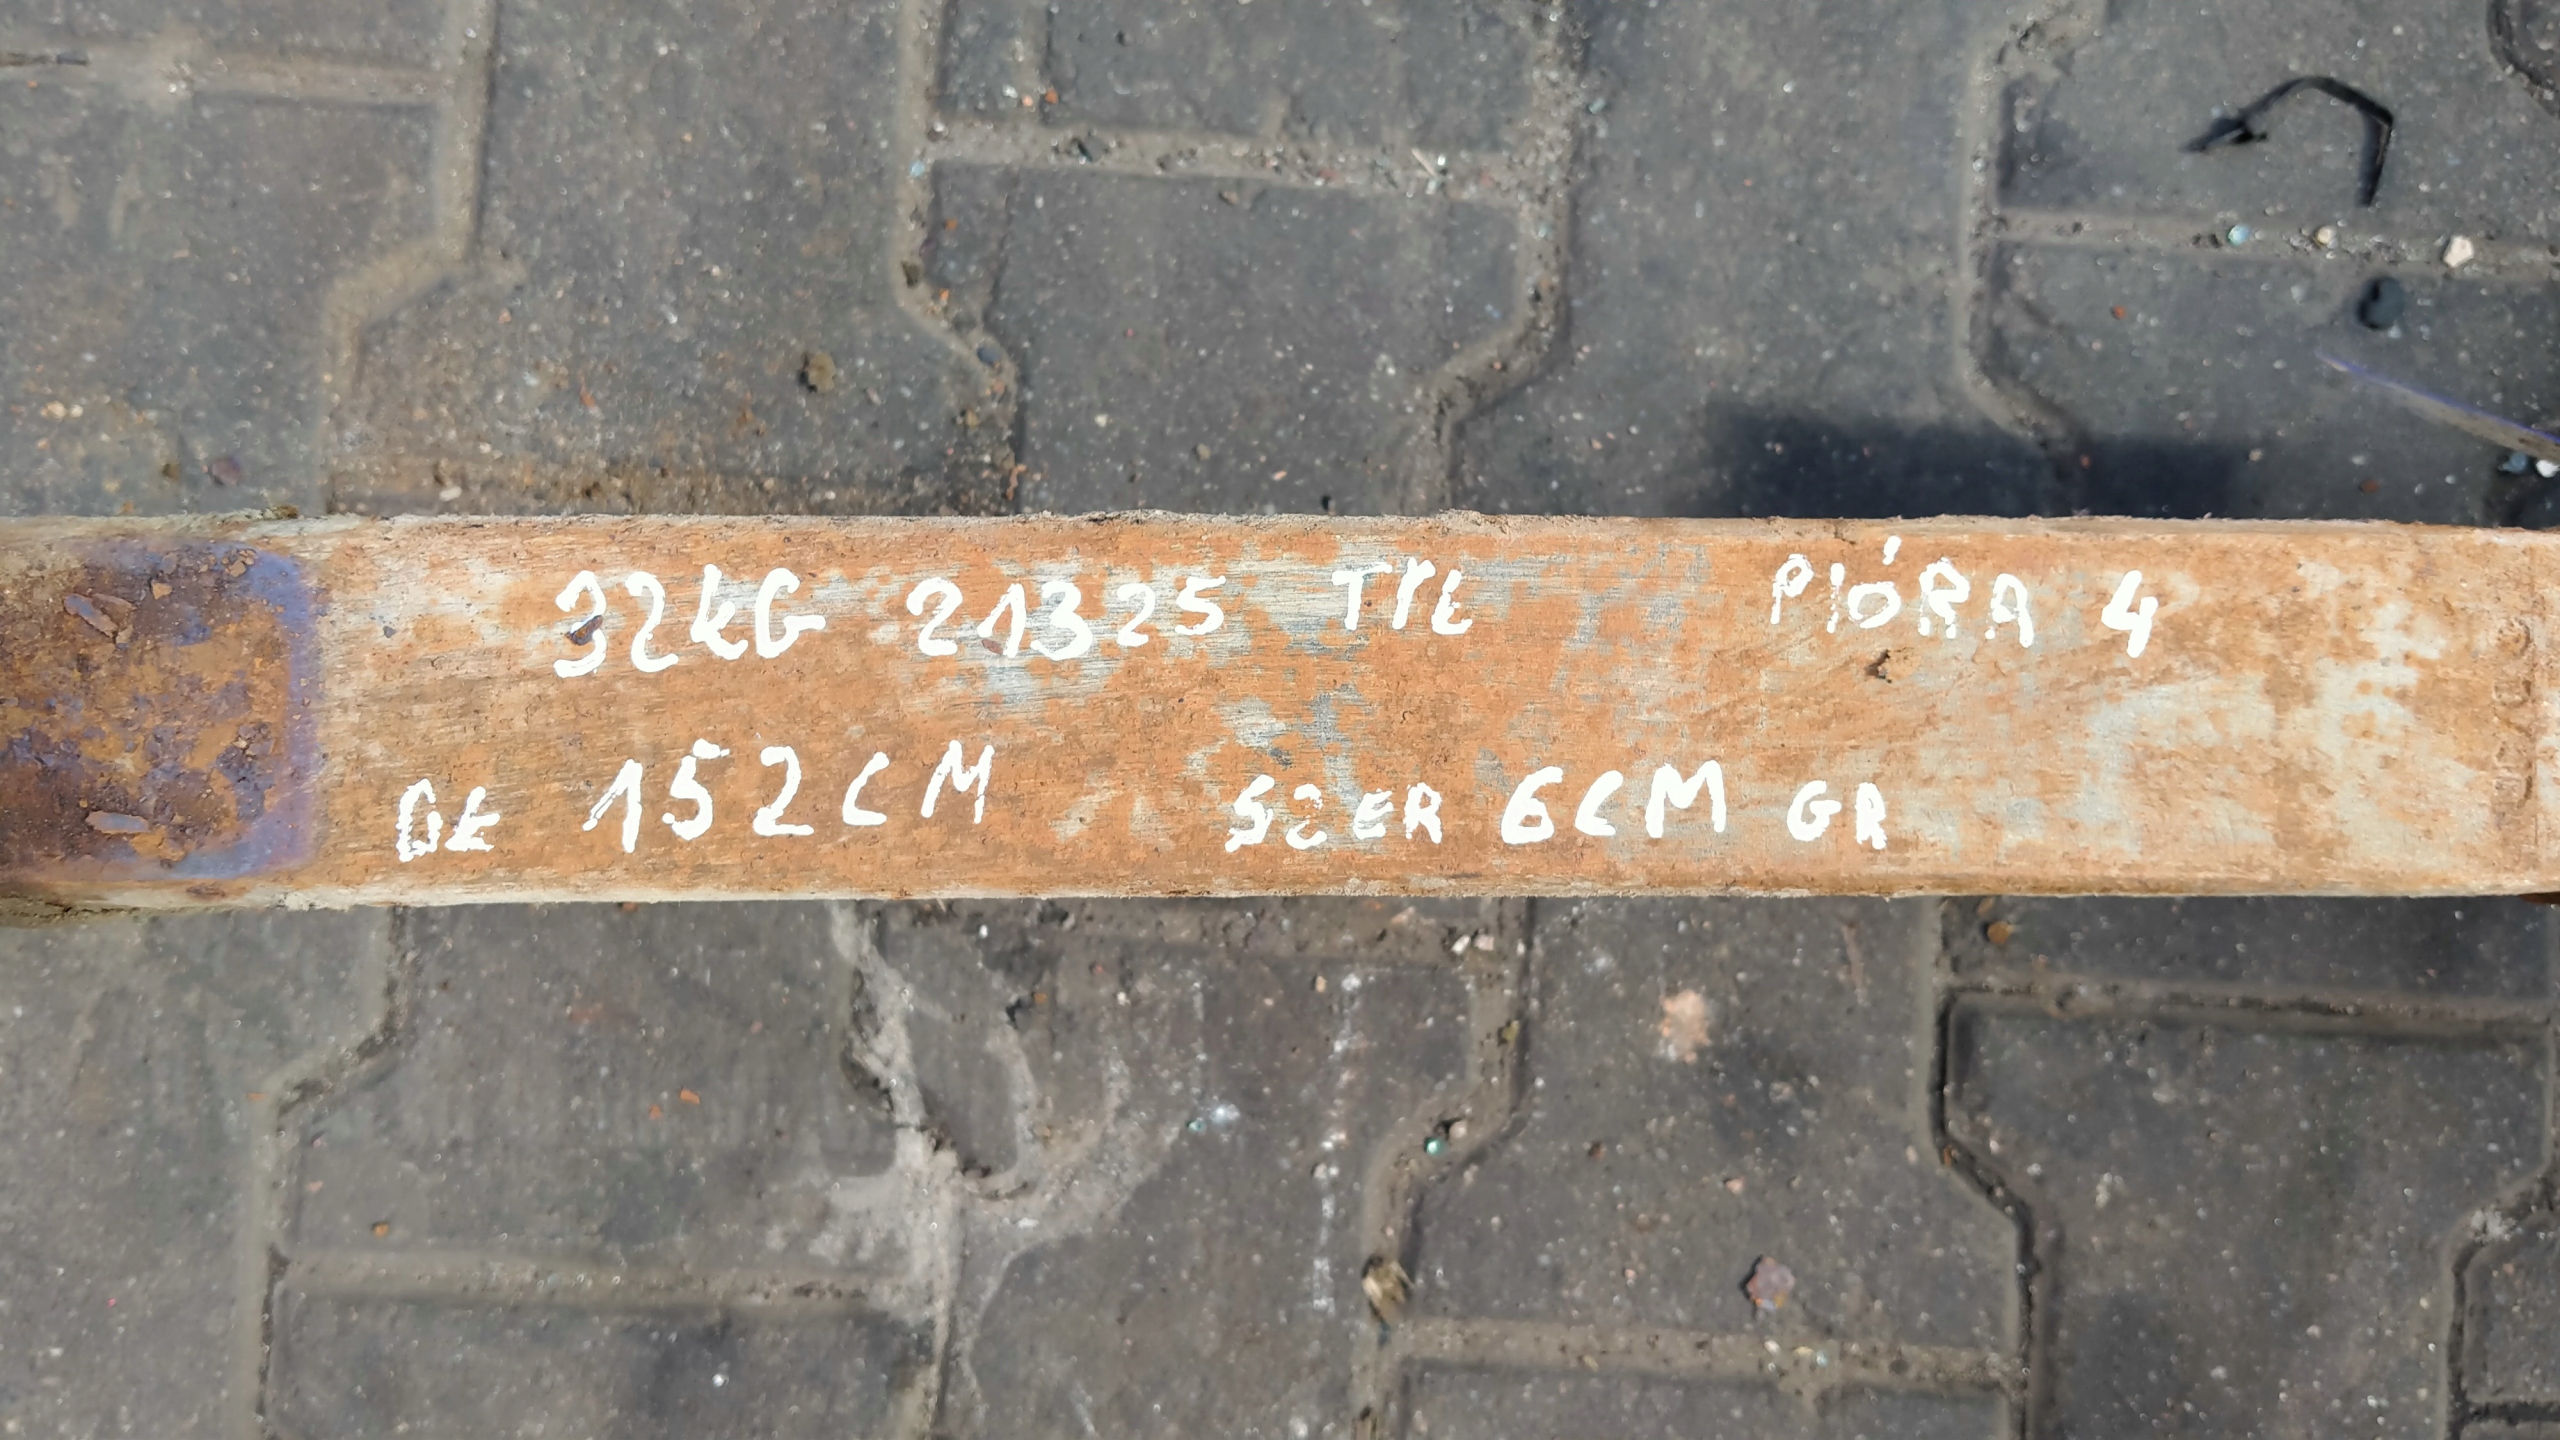 32KG 21325 TYŁ PIÓRA 4
DŁ 152CM SZER 6CM GR